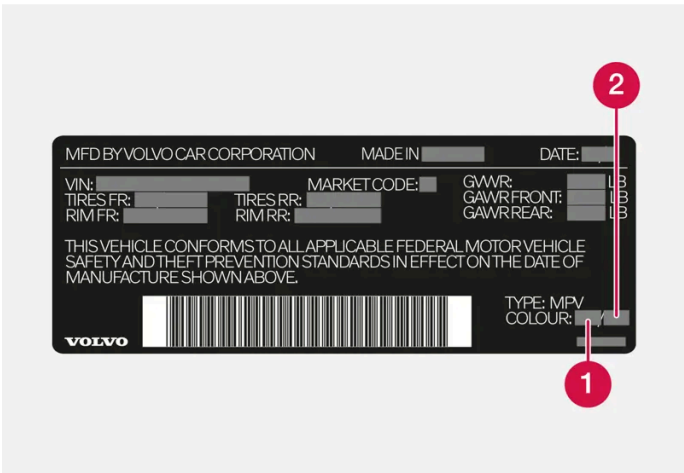 2
MFD BY VOLVO CAR CORPORATION MADE IN DATE:
VIN: MARKET CODE: GVWR: LB
TIRES FR: TIRES RR: GAWR FRONT: LB
RIM FR: RIM RR: GAWR REAR: LB
THIS VEHICLE CONFORMS TO ALL APPLICABLE FEDERAL MOTOR VEHICLE
SAFETY AND THEFT PREVENTION STANDARDS IN EFFECT ON THE DATE OF
MANUFACTURE SHOWN ABOVE.
TYPE: MPV
COLOUR: /
VOLVO
1